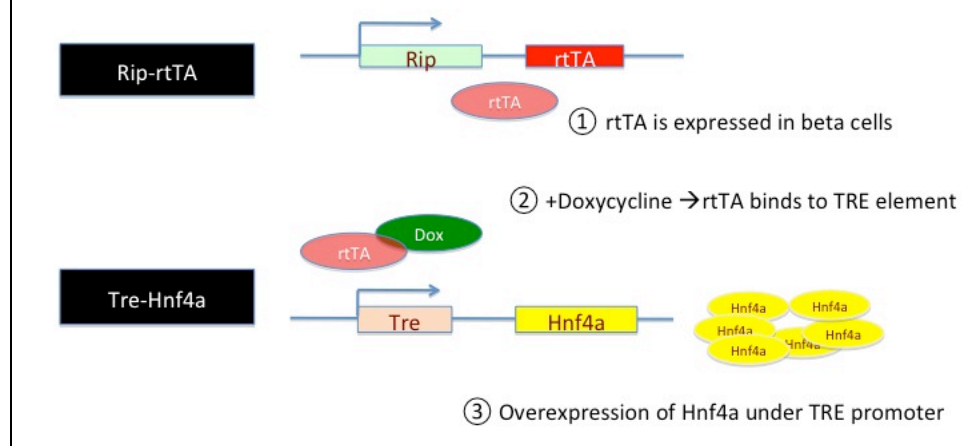 Rip-rtTA
Rip
rtTA
rtTA
① rtTA is expressed in beta cells
② +Doxycycline →rtTA binds to TRE element
Dox
rtTA
Tre-Hnf4a
Tre
Hnf4a
Hnf4a
Hnf4a
Hnf4a
Hnf4a
Hnf4a
Hnf4a
③ Overexpression of Hnf4a under TRE promoter